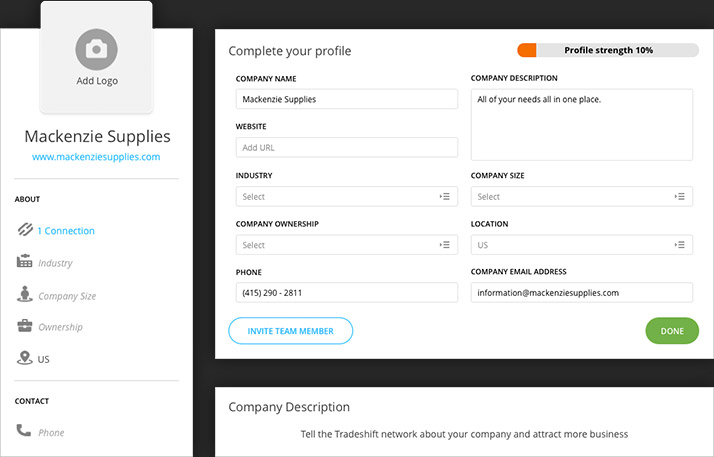 Add Logo
Mackenzie Supplies
www.mackenziesupplies.com
ABOUT
1 Connection
Industry
Company Size
Ownership
US
CONTACT
Phone
Complete your profile
Profile strength 10%
COMPANY NAME
Mackenzie Supplies
WEBSITE
Add URL
INDUSTRY
Select
COMPANY OWNERSHIP
Select
PHONE
(415) 290 - 2811
COMPANY DESCRIPTION
All of your needs all in one place.
COMPANY SIZE
Select
LOCATION
US
COMPANY EMAIL ADDRESS
information@mackenziesupplies.com
INVITE TEAM MEMBER
DONE
Company Description
Tell the Tradeshift network about your company and attract more business